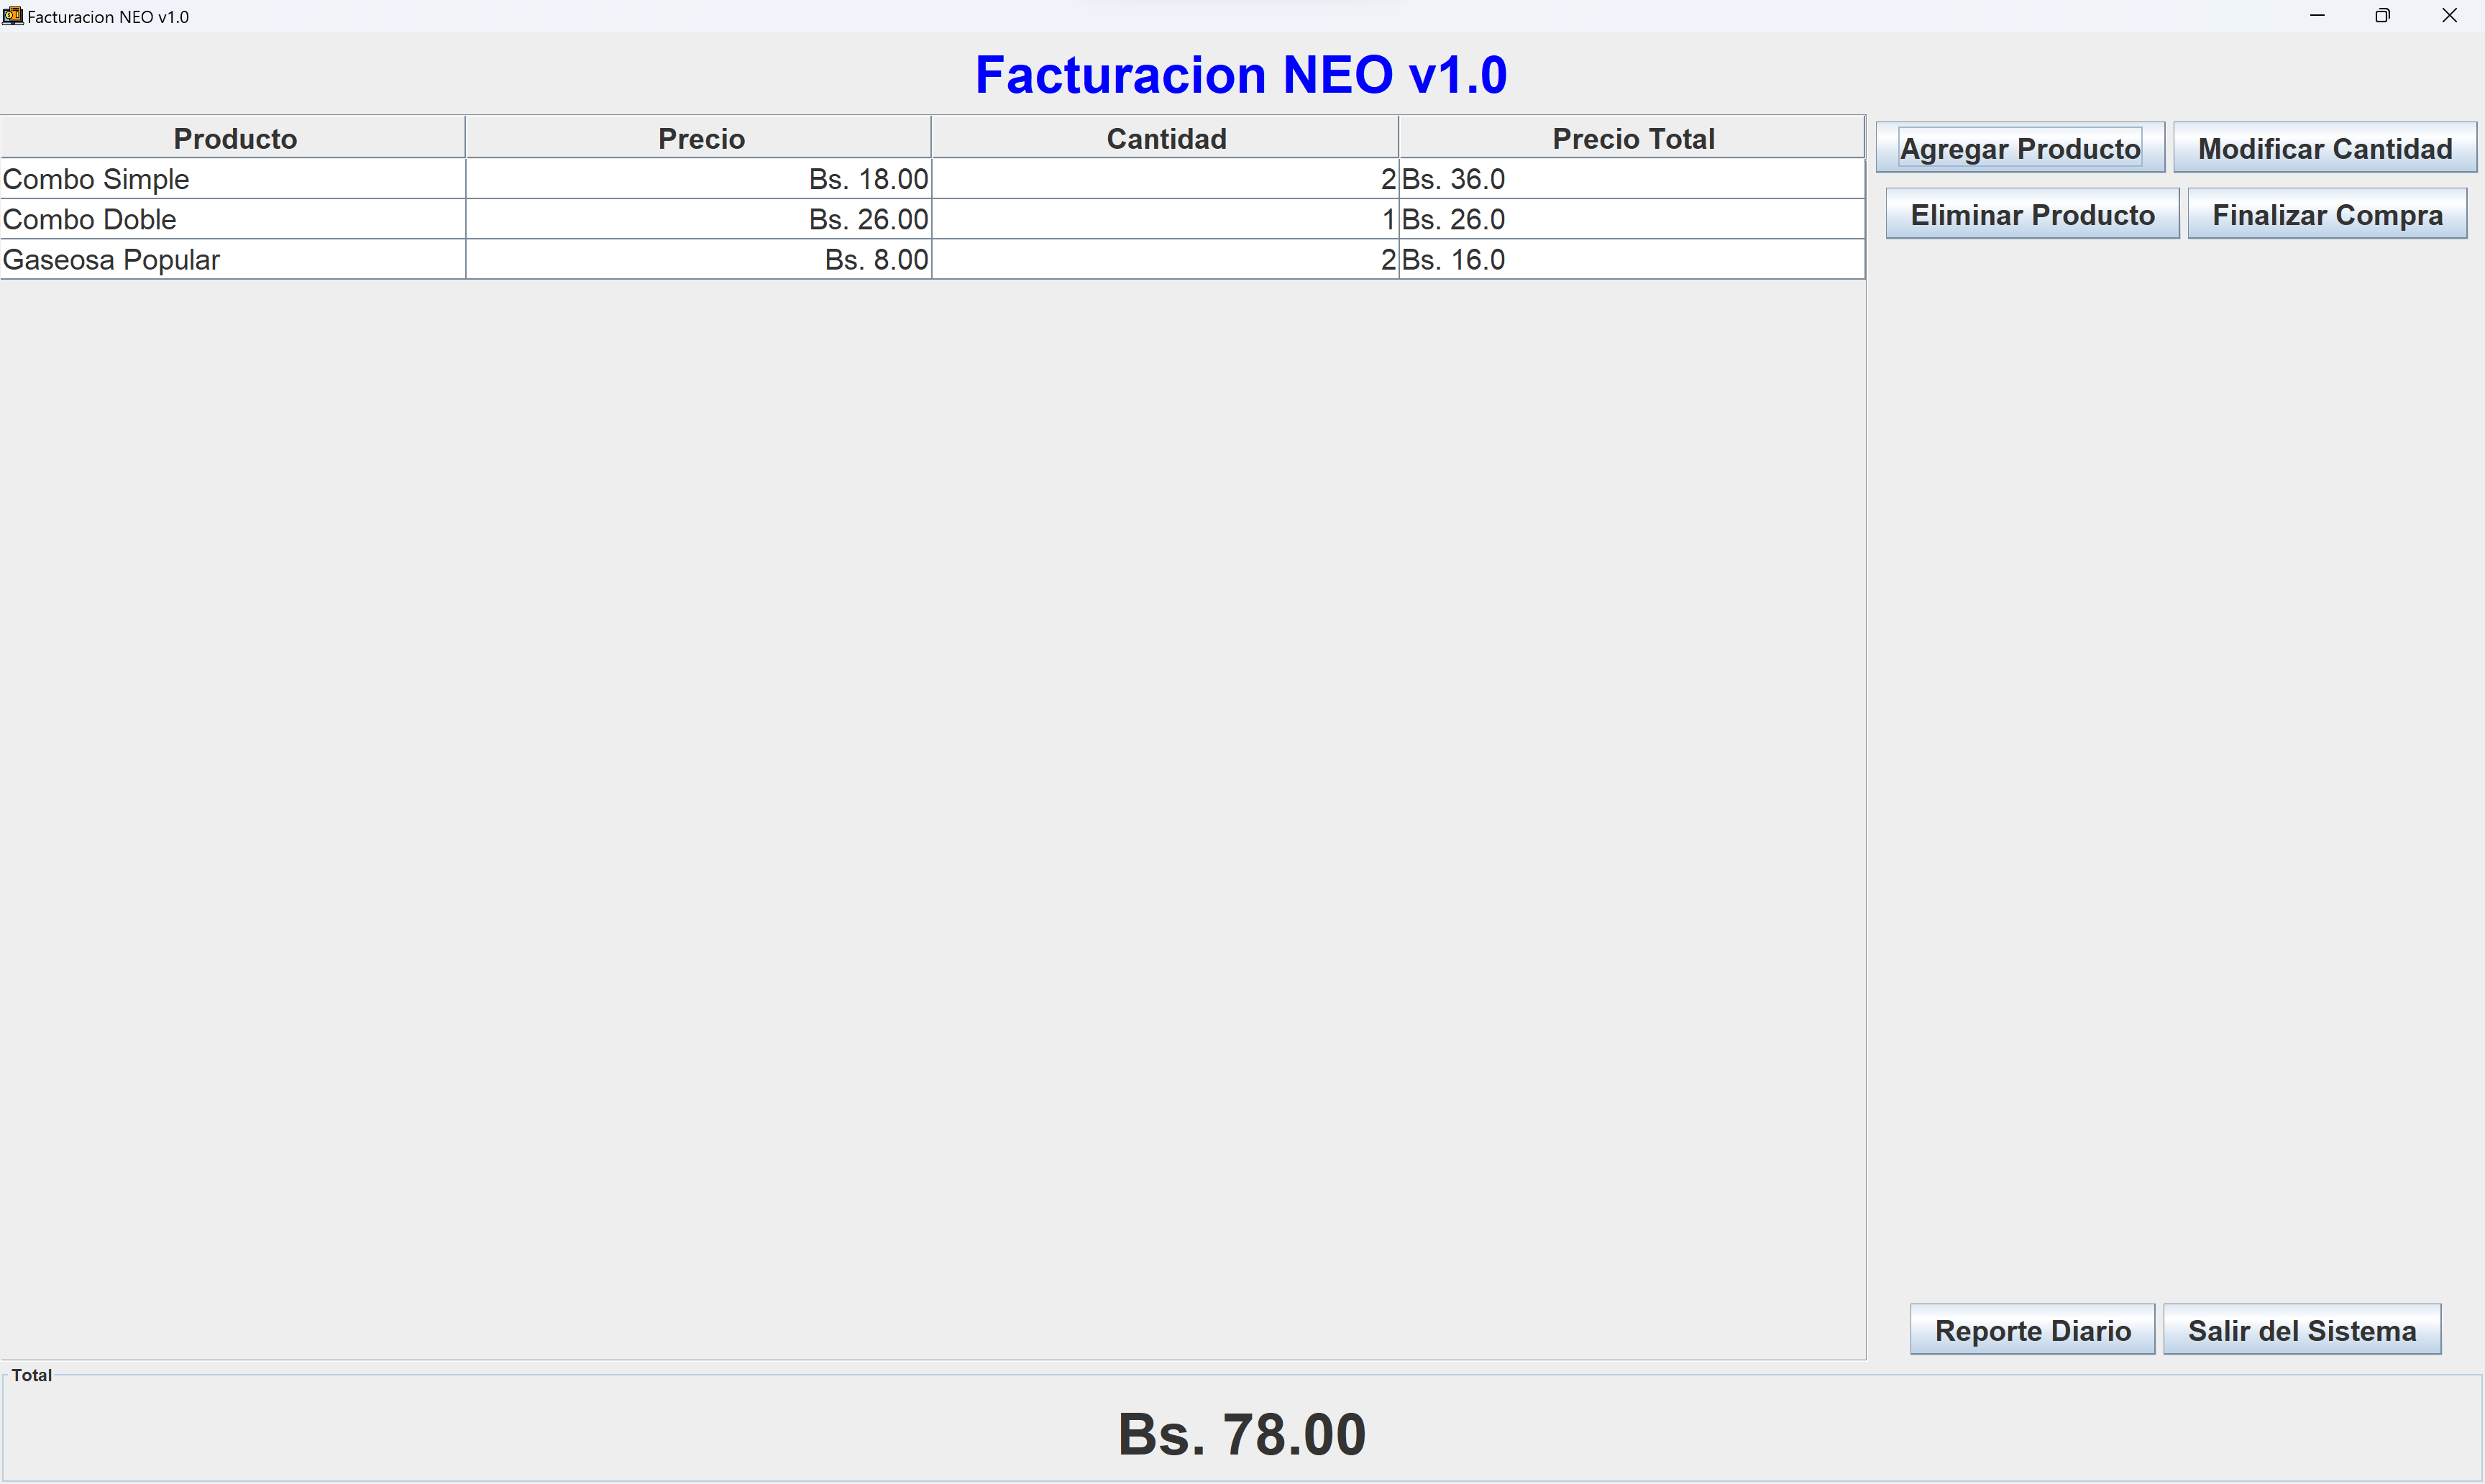 Facturacion NEO v1.0
Facturacion NEO v1.0
Producto Precio Cantidad Precio Total
Combo Simple Bs. 18.00 2 Bs. 36.0
Combo Doble Bs. 26.00 1 Bs. 26.0
Gaseosa Popular Bs. 8.00 2 Bs. 16.0
Agregar Producto Modificar Cantidad
Eliminar Producto Finalizar Compra
Reporte Diario Salir del Sistema
Total
Bs. 78.00